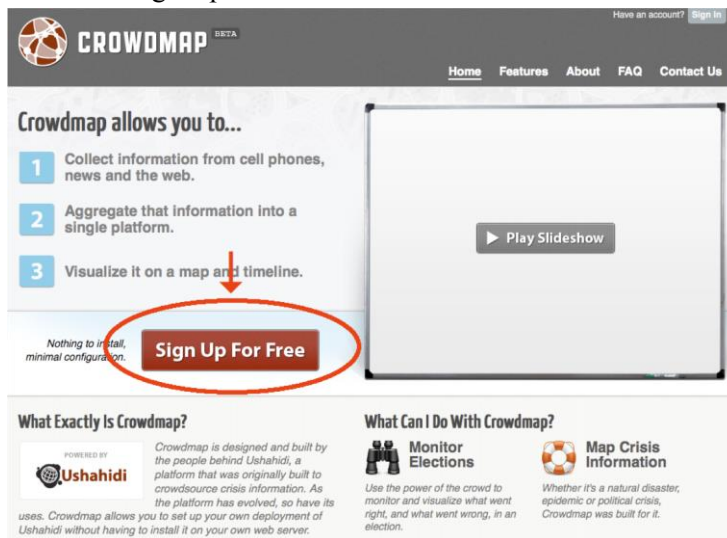 Have an account? Sign In
CROWDMAP BETA
Home Features About FAQ Contact Us
Crowdmap allows you to...
1 Collect information from cell phones,
news and the web.
2 Aggregate that information into a
single platform.
3 Visualize it on a map and timeline.
Play Slideshow
Nothing to install,
minimal configuration.
Sign Up For Free
What Exactly Is Crowdmap?
POWERED BY
Ushahidi
Crowdmap is designed and built by
the people behind Ushahidi, a
platform that was originally built to
crowdsource crisis information. As
the platform has evolved, so have its
uses. Crowdmap allows you to set up your own deployment of
Ushahidi without having to install it on your own web server.
What Can I Do With Crowdmap?
Monitor
Elections
Use the power of the crowd to
monitor and visualize what went
right, and what went wrong, in an
election.
Map Crisis
Information
Whether it's a natural disaster,
epidemic or political crisis,
Crowdmap was built for it.